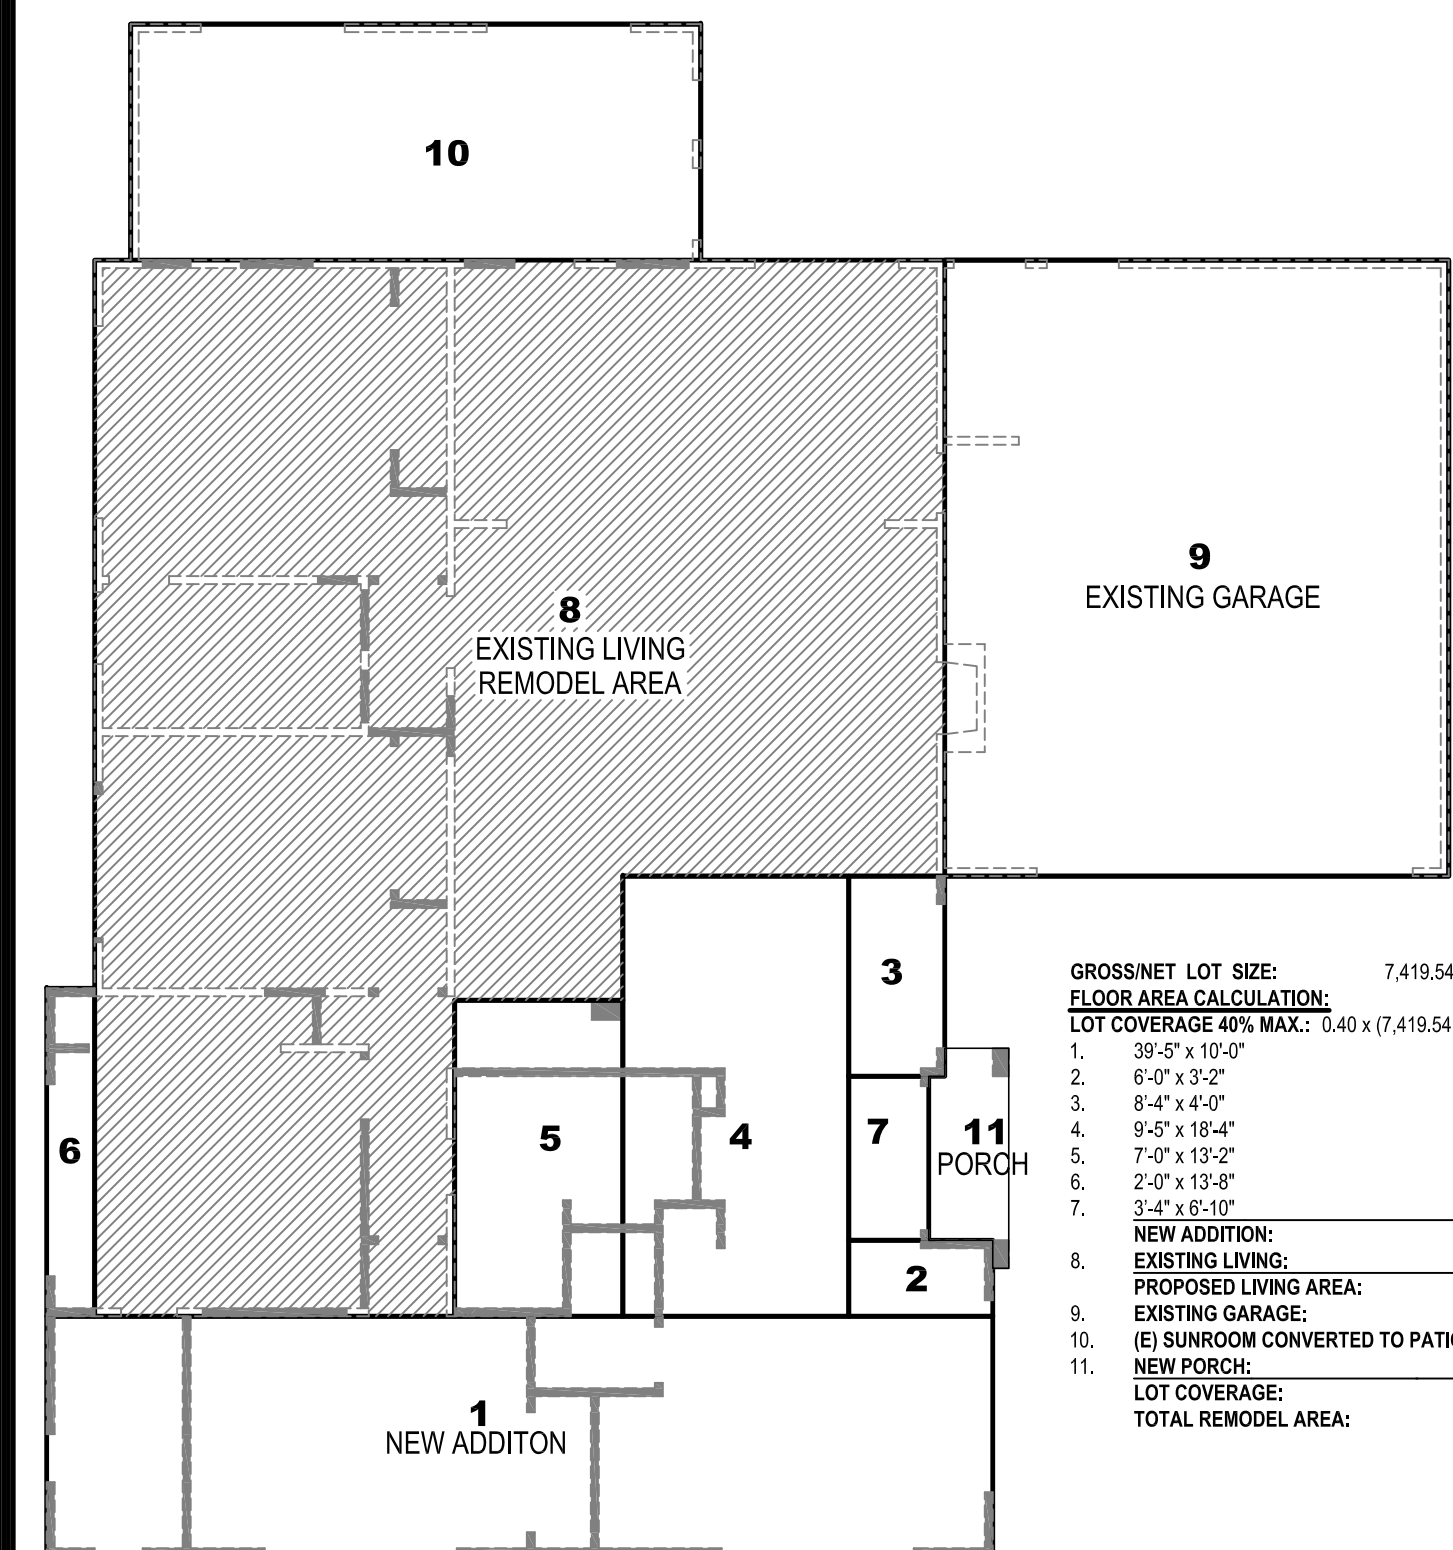 10
9
EXISTING GARAGE
8
EXISTING LIVING
REMODEL AREA
3
6
5
4
7
11
PORCH
2
1
NEW ADDITON
GROSS/NET LOT SIZE: 7,419.54
FLOOR AREA CALCULATION:
LOT COVERAGE 40% MAX.: 0.40 x (7,419.54
1. 39'-5" x 10'-0"
2. 6'-0" x 3'-2"
3. 8'-4" x 4'-0"
4. 9'-5" x 18'-4"
5. 7'-0" x 13'-2"
6. 2'-0" x 13'-8"
7. 3'-4" x 6'-10"
NEW ADDITION:
8. EXISTING LIVING:
PROPOSED LIVING AREA:
9. EXISTING GARAGE:
10. (E) SUNROOM CONVERTED TO
11. NEW PORCH:
LOT COVERAGE:
TOTAL REMODEL AREA: